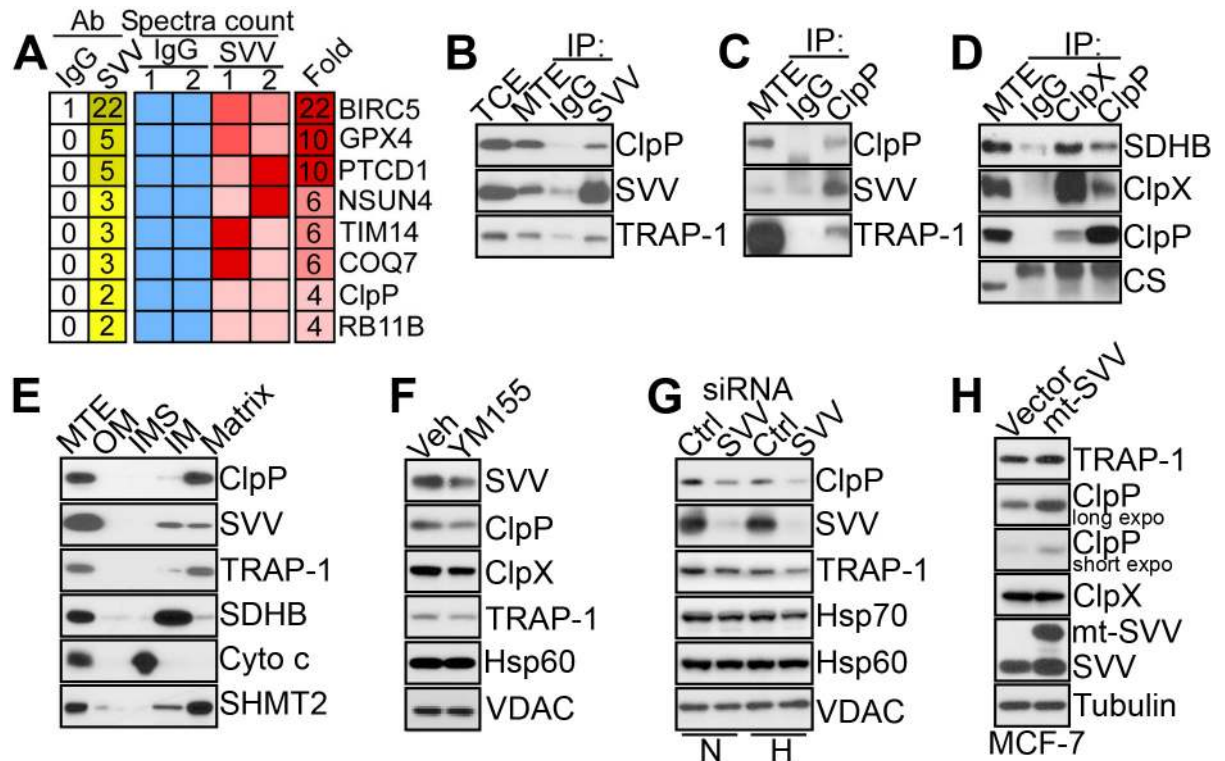 A
Ab
Spectra count
IgG
SVV
IgG
SVV
Fold
1 2 1 2
1 22 22 BIRC5
0 5 10 GPX4
0 5 10 PTCD1
0 3 6 NSUN4
0 3 6 TIM14
0 3 6 COQ7
0 2 4 ClpP
0 2 4 RB11B
B
IP:
TCE MTE IgG SVV
ClpP
SVV
TRAP-1
C
IP:
MTE IgG ClpP
ClpP
SVV
TRAP-1
D
IP:
MTE IgG ClpX ClpP
SDHB
ClpX
ClpP
CS
E
MTE OM IMS IM Matrix
ClpP
SVV
TRAP-1
SDHB
Cyto c
SHMT2
F
Veh YM155
SVV
ClpP
ClpX
TRAP-1
Hsp60
VDAC
G
siRNA
Ctrl SVV Ctrl SVV
ClpP
SVV
TRAP-1
Hsp70
Hsp60
VDAC
N H
H
Vector mt-SVV
TRAP-1
ClpP
long expo
ClpP
short expo
ClpX
mt-SVV
SVV
Tubulin
MCF-7